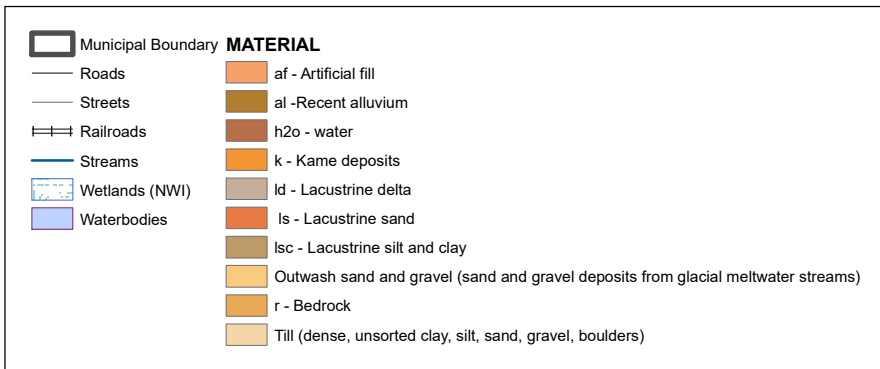 Municipal Boundary
Roads
Streets
Railroads
Streams
Wetlands (NWI)
Waterbodies
MATERIAL
af - Artificial fill
al -Recent alluvium
h2o - water
k - Kame deposits
ld - Lacustrine delta
ls - Lacustrine sand
lsc - Lacustrine silt and clay
Outwash sand and gravel (sand and gravel deposits from glacial meltwater streams)
r - Bedrock
Till (dense, unsorted clay, silt, sand, gravel, boulders)